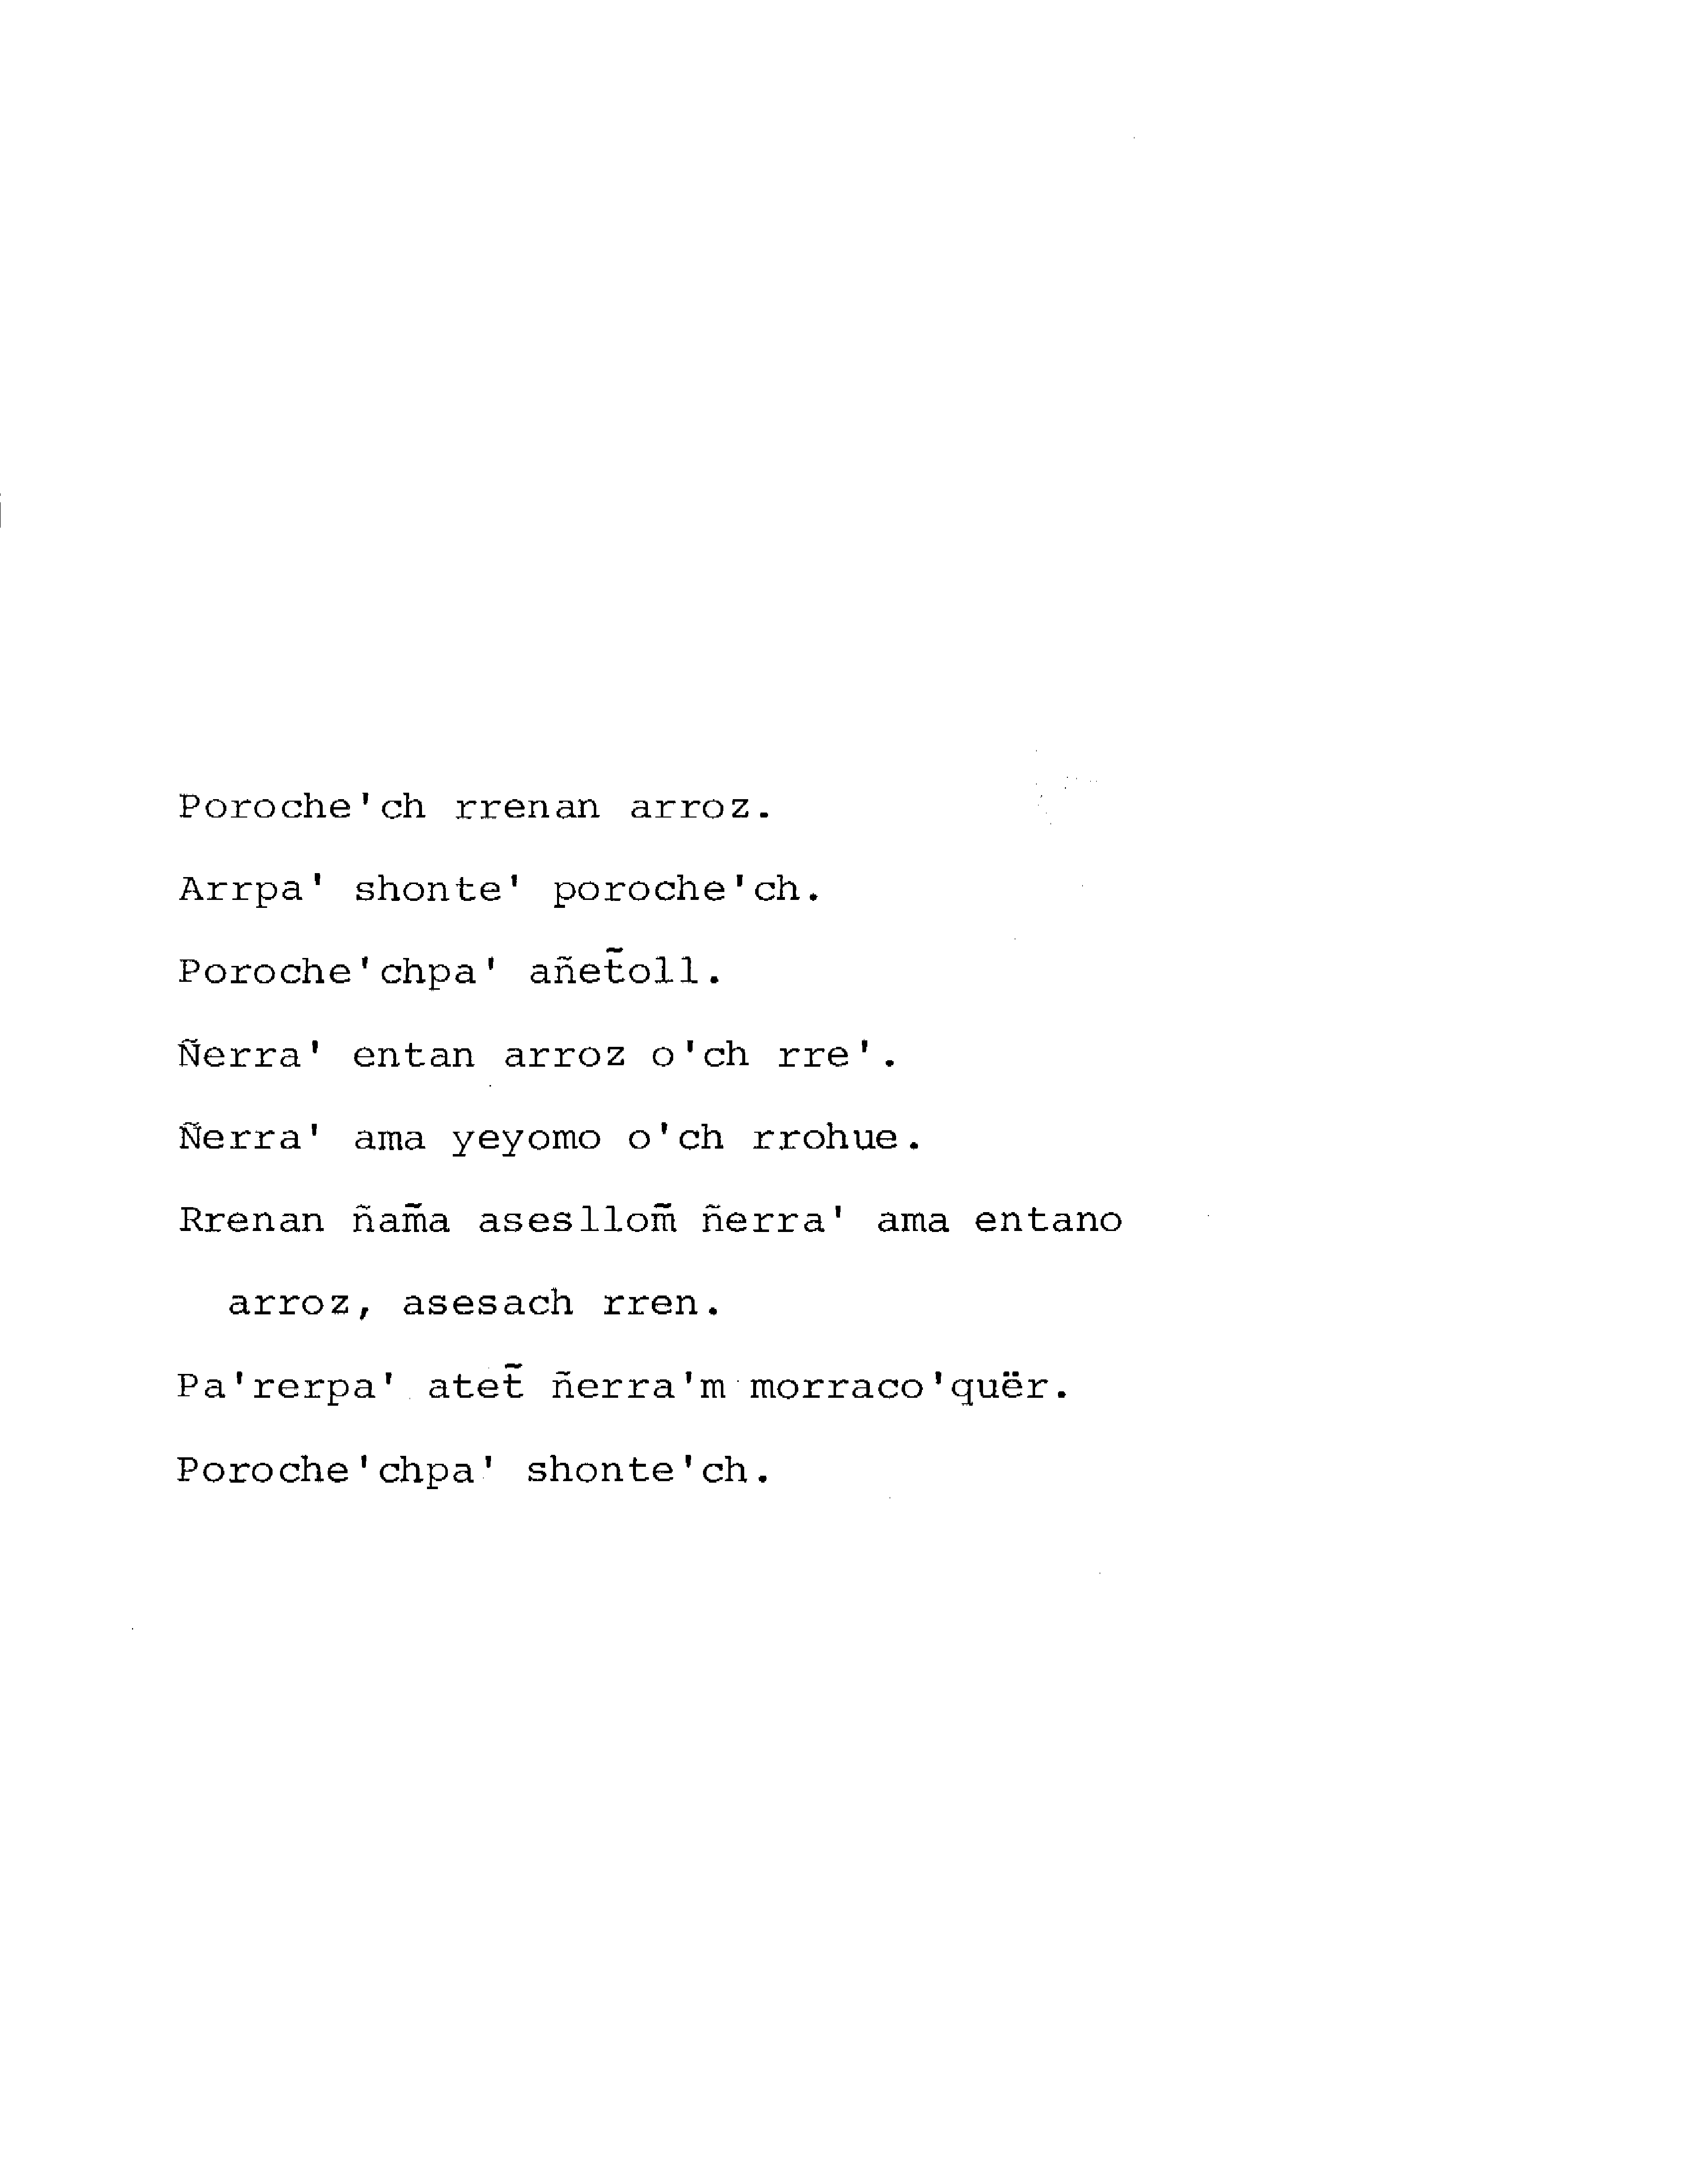 Poroche'ch rrenan arroz.
Arrpa' shonte' poroche'ch.
Poroche'chpa' añet̃oll.
Ñerra' entan arroz o'ch rre'.
Ñerra' ama yeyomo o'ch rrohue.
Rrenan ñam̃a asesllom̃ ñerra' ama entano
arroz, asesach rren.
Pa'rerpa' atet̃ ñerra'm morraco'quër.
Poroche'chpa' shonte'ch.